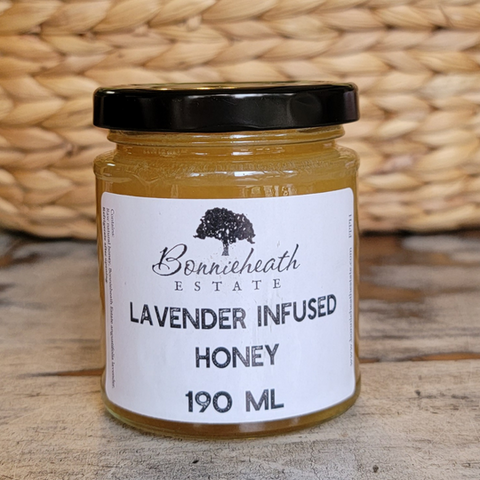 Bonnieheath
ESTATE
LAVENDER INFUSED
HONEY
190 ML